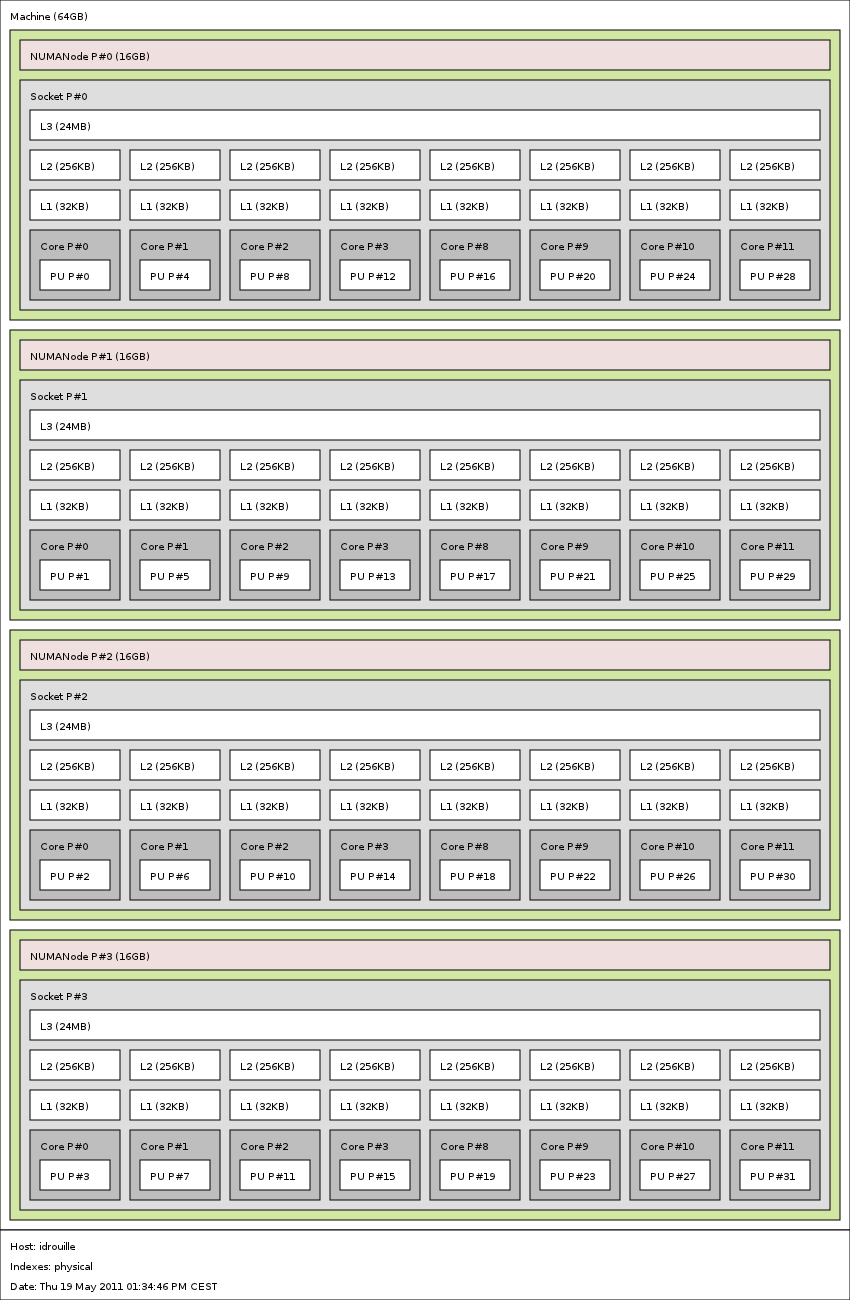 Machine (64GB)
NUMANode P#0 (16GB)
Socket P#0
L3 (24MB)
L2 (256KB) L2 (256KB) L2 (256KB) L2 (256KB) L2 (256KB) L2 (256KB) L2 (256KB) L2 (256KB)
L1 (32KB) L1 (32KB) L1 (32KB) L1 (32KB) L1 (32KB) L1 (32KB) L1 (32KB) L1 (32KB)
Core P#0 Core P#1 Core P#2 Core P#3 Core P#8 Core P#9 Core P#10 Core P#11
PU P#0 PU P#4 PU P#8 PU P#12 PU P#16 PU P#20 PU P#24 PU P#28
NUMANode P#1 (16GB)
Socket P#1
L3 (24MB)
L2 (256KB) L2 (256KB) L2 (256KB) L2 (256KB) L2 (256KB) L2 (256KB) L2 (256KB) L2 (256KB)
L1 (32KB) L1 (32KB) L1 (32KB) L1 (32KB) L1 (32KB) L1 (32KB) L1 (32KB) L1 (32KB)
Core P#0 Core P#1 Core P#2 Core P#3 Core P#8 Core P#9 Core P#10 Core P#11
PU P#1 PU P#5 PU P#9 PU P#13 PU P#17 PU P#21 PU P#25 PU P#29
NUMANode P#2 (16GB)
Socket P#2
L3 (24MB)
L2 (256KB) L2 (256KB) L2 (256KB) L2 (256KB) L2 (256KB) L2 (256KB) L2 (256KB) L2 (256KB)
L1 (32KB) L1 (32KB) L1 (32KB) L1 (32KB) L1 (32KB) L1 (32KB) L1 (32KB) L1 (32KB)
Core P#0 Core P#1 Core P#2 Core P#3 Core P#8 Core P#9 Core P#10 Core P#11
PU P#2 PU P#6 PU P#10 PU P#14 PU P#18 PU P#22 PU P#26 PU P#30
NUMANode P#3 (16GB)
Socket P#3
L3 (24MB)
L2 (256KB) L2 (256KB) L2 (256KB) L2 (256KB) L2 (256KB) L2 (256KB) L2 (256KB) L2 (256KB)
L1 (32KB) L1 (32KB) L1 (32KB) L1 (32KB) L1 (32KB) L1 (32KB) L1 (32KB) L1 (32KB)
Core P#0 Core P#1 Core P#2 Core P#3 Core P#8 Core P#9 Core P#10 Core P#11
PU P#3 PU P#7 PU P#11 PU P#15 PU P#19 PU P#23 PU P#27 PU P#31
Host: idrouille
Indexes: physical
Date: Thu 19 May 2011 01:34:46 PM CEST